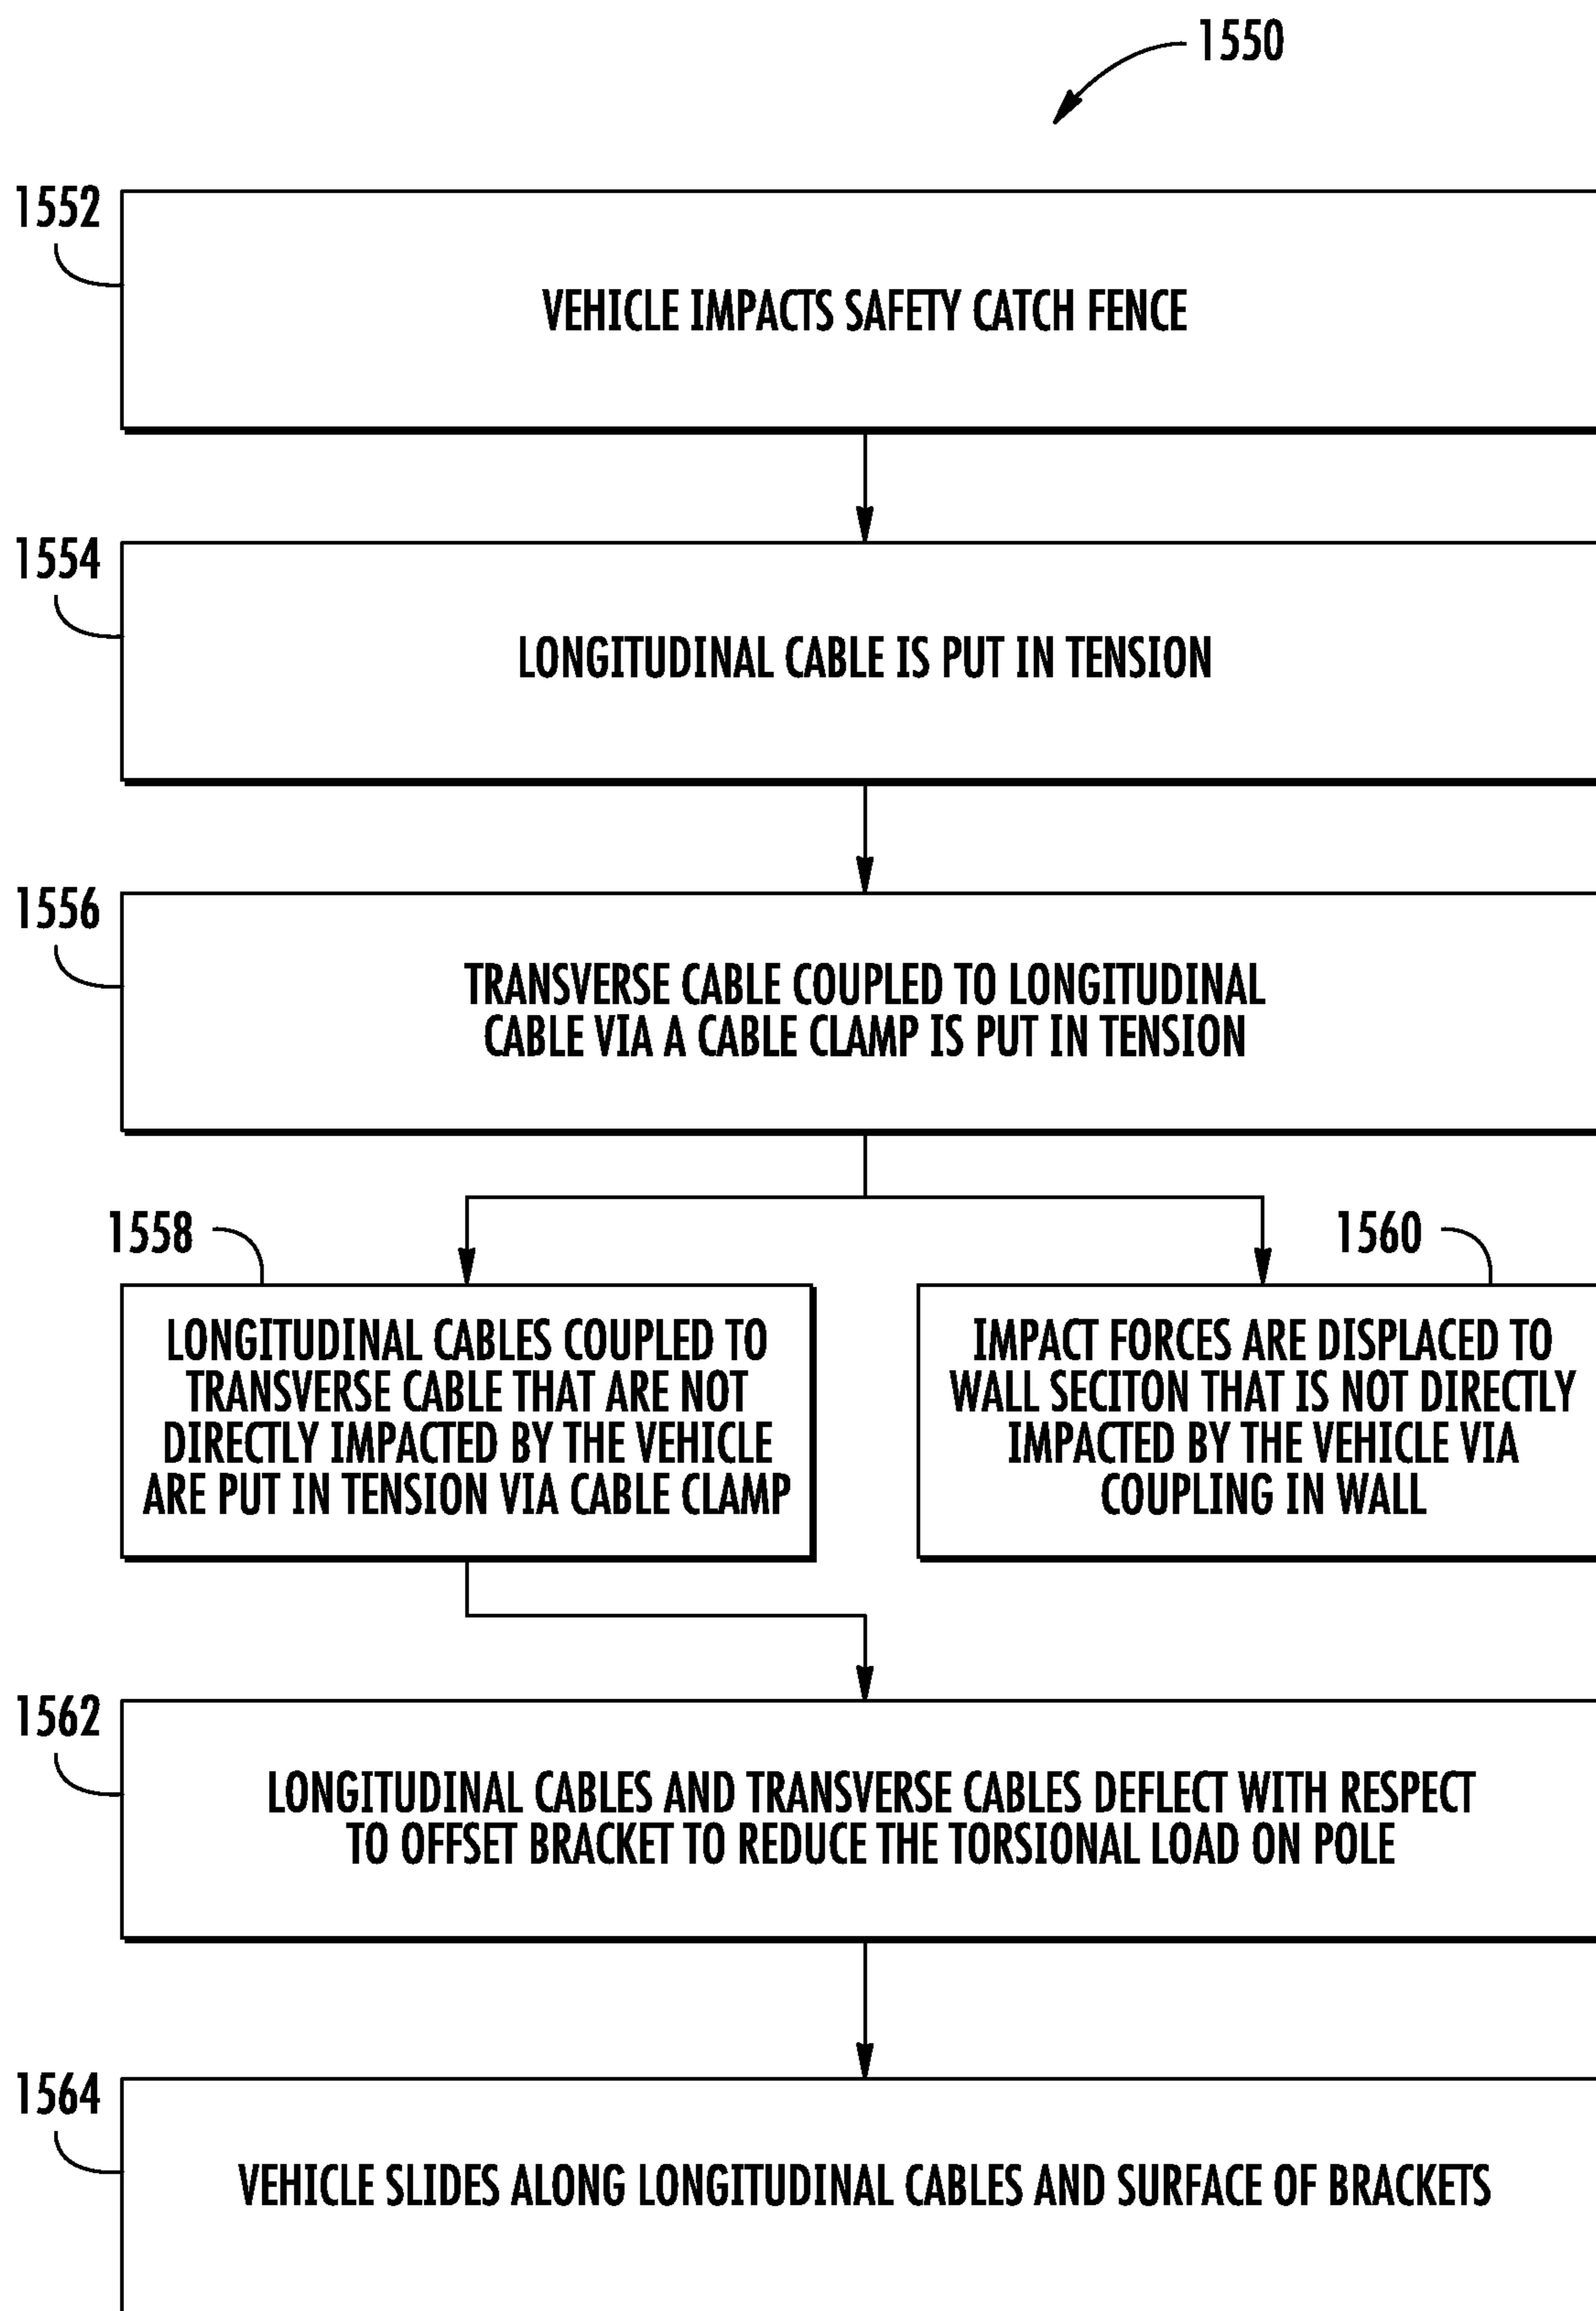 1550
1552
VEHICLE IMPACTS SAFETY CATCH FENCE
1554
LONGITUDINAL CABLE IS PUT IN TENSION
1556
TRANSVERSE CABLE COUPLED TO LONGITUDINAL
CABLE VIA A CABLE CLAMP IS PUT IN TENSION
1558
LONGITUDINAL CABLES COUPLED TO
TRANSVERSE CABLE THAT ARE NOT
DIRECTLY IMPACTED BY THE VEHICLE
ARE PUT IN TENSION VIA CABLE CLAMP
1560
IMPACT FORCES ARE DISPLACED TO
WALL SECITON THAT IS NOT DIRECTLY
IMPACTED BY THE VEHICLE VIA
COUPLING IN WALL
1562
LONGITUDINAL CABLES AND TRANSVERSE CABLES DEFLECT WITH RESPECT
TO OFFSET BRACKET TO REDUCE THE TORSIONAL LOAD ON POLE
1564
VEHICLE SLIDES ALONG LONGITUDINAL CABLES AND SURFACE OF BRACKETS